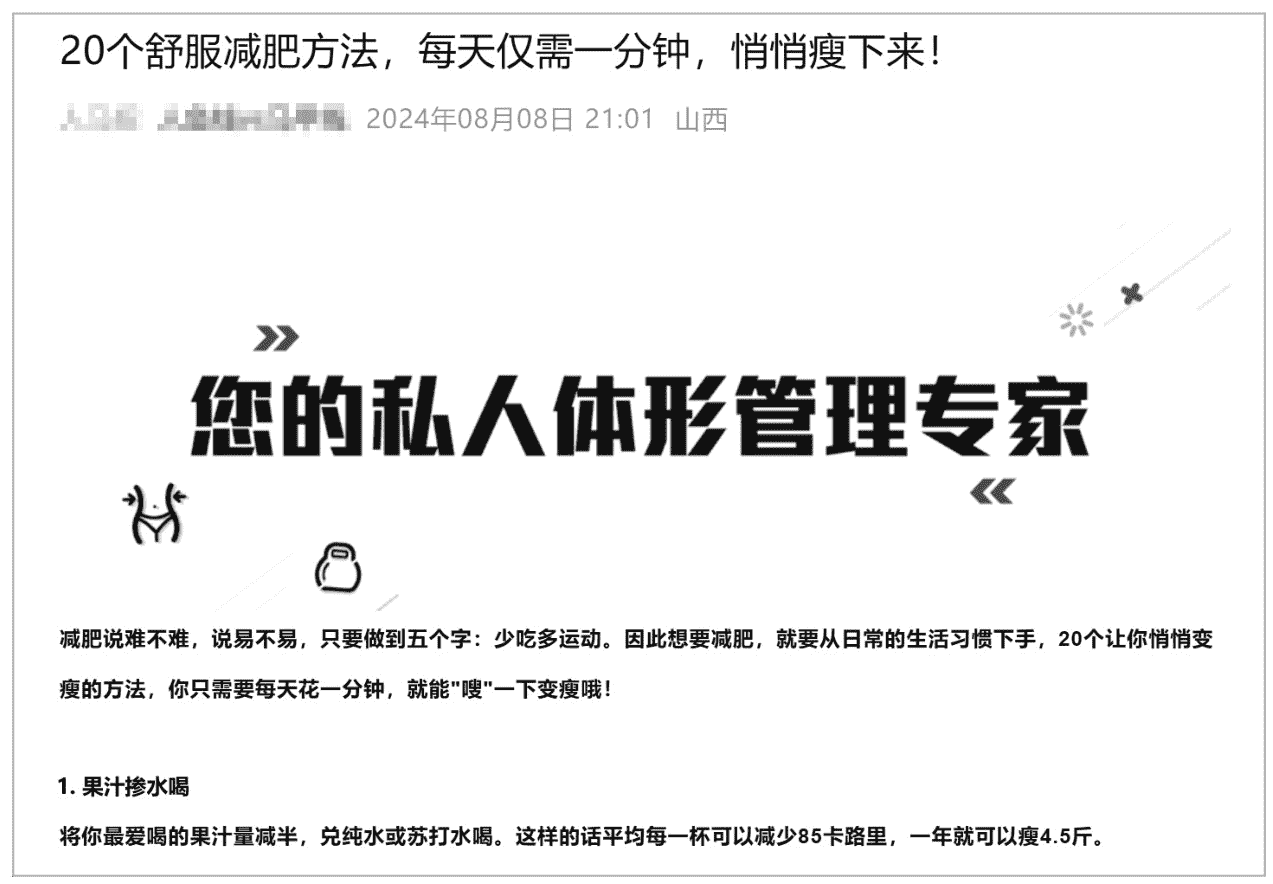 20个舒服减肥方法，每天仅需一分钟，悄悄瘦下来！
2024年08月08日 21:01 山西
您的私人体形管理专家
减肥说难不难，说易不易，只要做到五个字：少吃多运动。因此想要减肥，就要从日常的生活习惯下手，20个让你悄悄变
瘦的方法，你只需要每天花一分钟，就能"嗖"一下变瘦哦！
1. 果汁掺水喝
将你最爱喝的果汁量减半，兑纯水或苏打水喝。这样的话平均每一杯可以减少85卡路里，一年就可以瘦4.5斤。